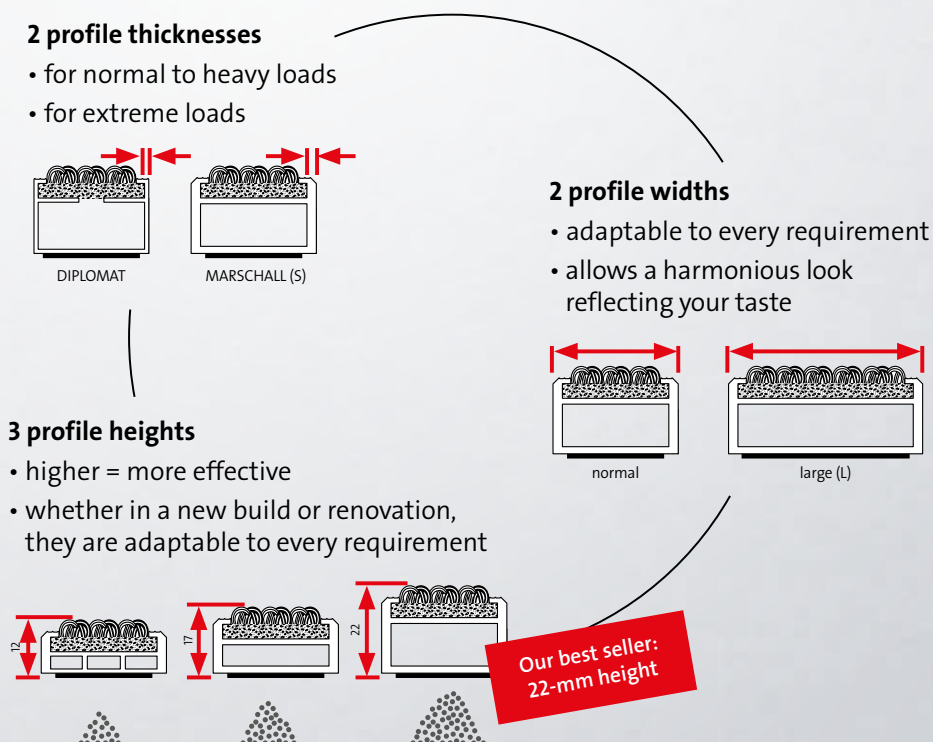 2 profile thicknesses
• for normal to heavy loads
• for extreme loads
DIPLOMAT
MARSCHALL (S)
2 profile widths
• adaptable to every requirement
• allows a harmonious look
reflecting your taste
normal
large (L)
3 profile heights
• higher = more effective
• whether in a new build or renovation,
they are adaptable to every requirement
12
17
22
Our best seller:
22-mm height